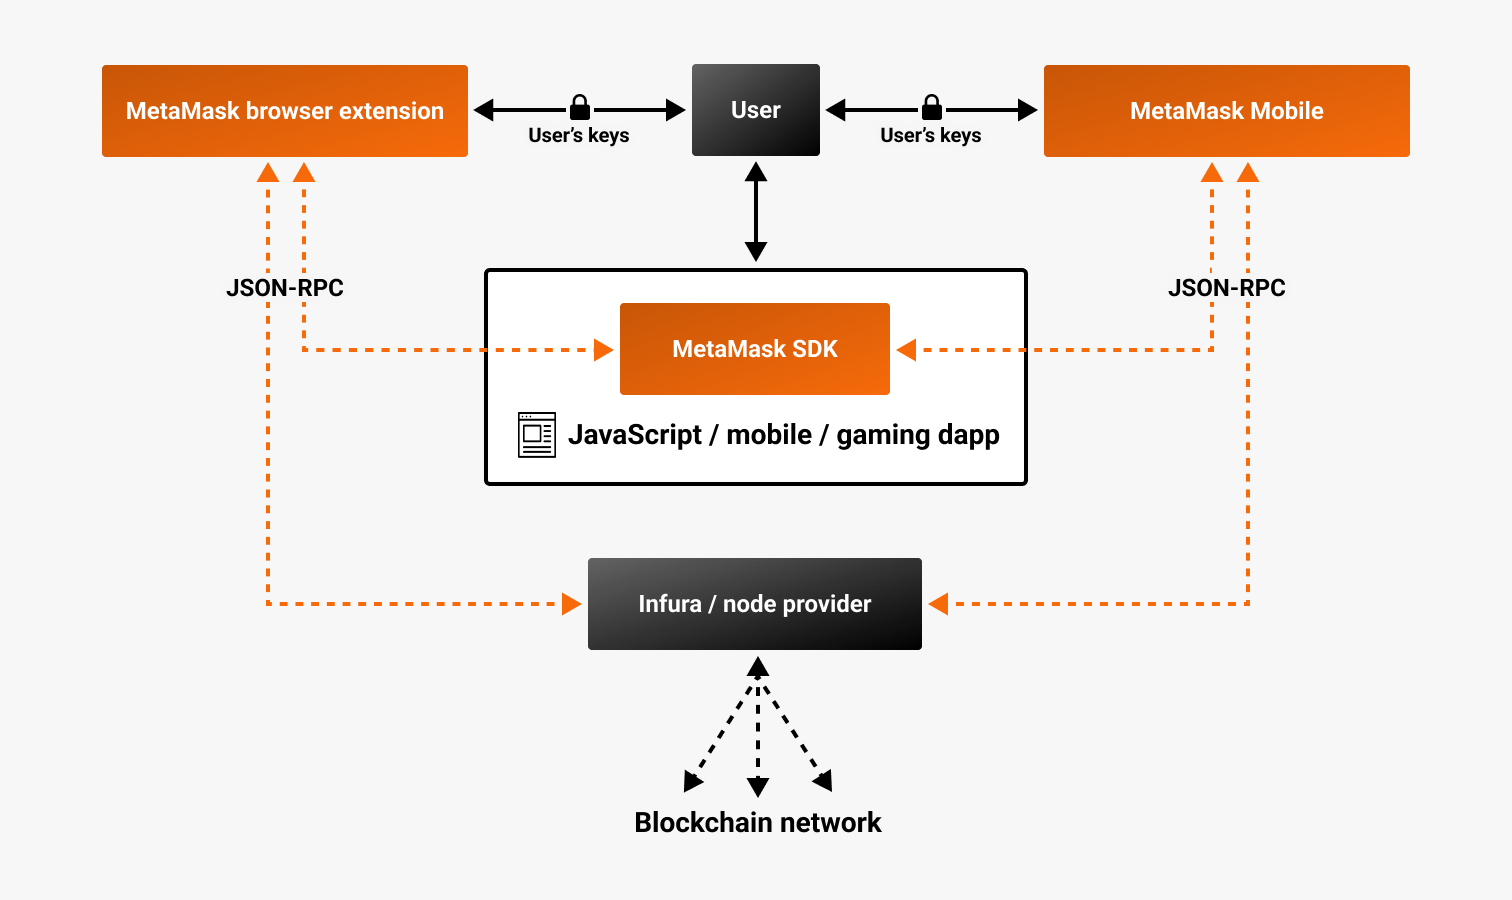 MetaMask browser extension
User's keys
User
User's keys
MetaMask Mobile
JSON-RPC
JSON-RPC
MetaMask SDK
JavaScript / mobile / gaming dapp
Infura / node provider
Blockchain network